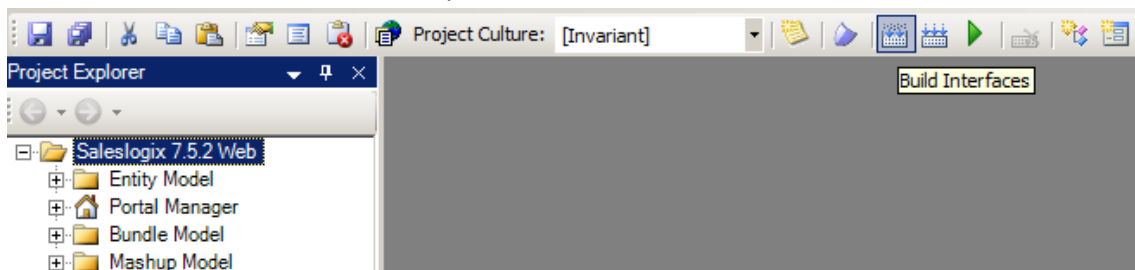 Project Culture: [Invariant]
Project Explorer
Build Interfaces
Saleslogix 7.5.2 Web
Entity Model
Portal Manager
Bundle Model
Mashup Model